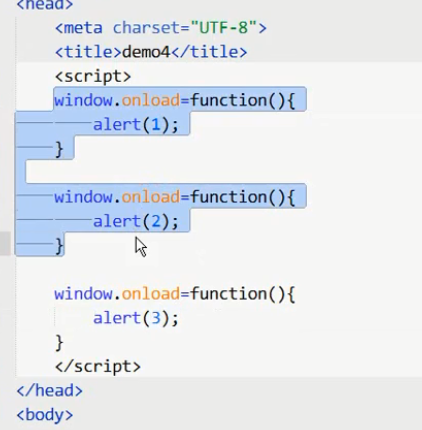 <head>
<meta charset="UTF-8">
<title>demo4</title>
<script>
window.onload=function(){
alert(1);
}
window.onload=function(){
alert(2);
}
window.onload=function(){
alert(3);
}
</script>
</head>
<body>